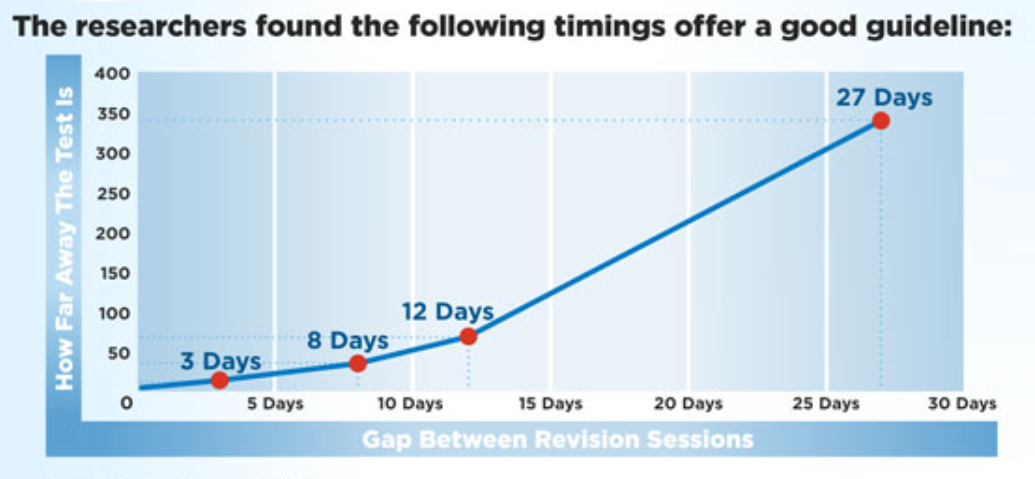 The researchers found the following timings offer a good guideline:
How Far Away The Test Is
400
350
300
250
200
150
100
50
27 Days
12 Days
8 Days
3 Days
0 5 Days 10 Days 15 Days 20 Days 25 Days 30 Days
Gap Between Revision Sessions